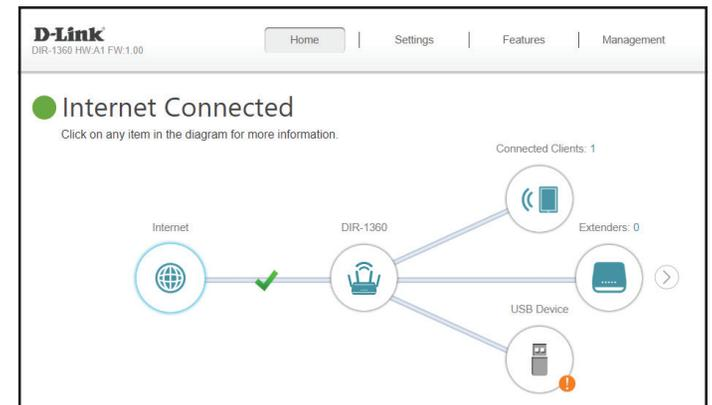 D-Link
DIR-1360 HW:A1 FW:1.00
Home
Settings
Features
Management
Internet Connected
Click on any item in the diagram for more information.
Connected Clients: 1
Internet
DIR-1360
Extenders: 0
USB Device